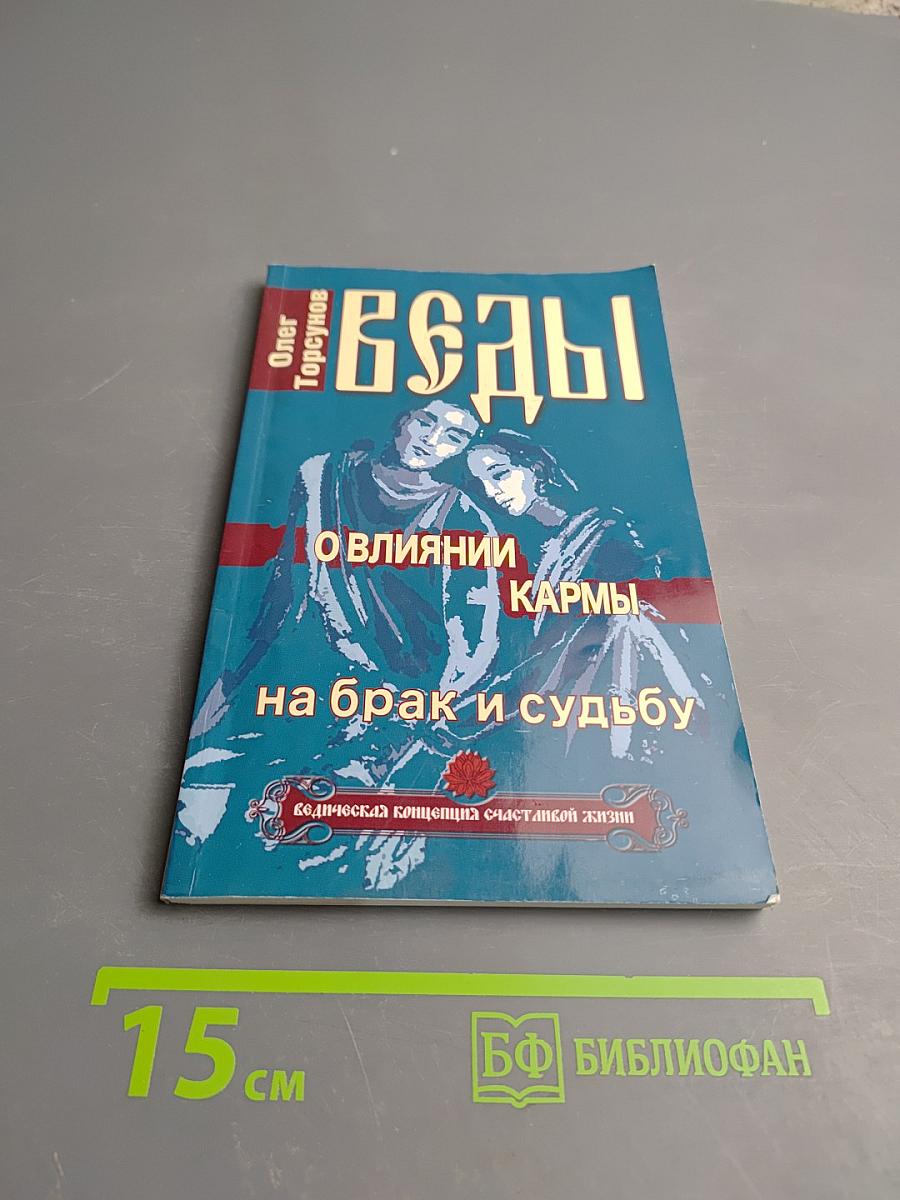 Олег
Торсунов
ВЕДЫ
О ВЛИЯНИИ
КАРМЫ
на брак и судьбу
ВЕДИЧЕСКАЯ КОНЦЕПЦИЯ СЧАСТЛИВОЙ ЖИЗНИ
15 см
БФ БИБЛИОФАН